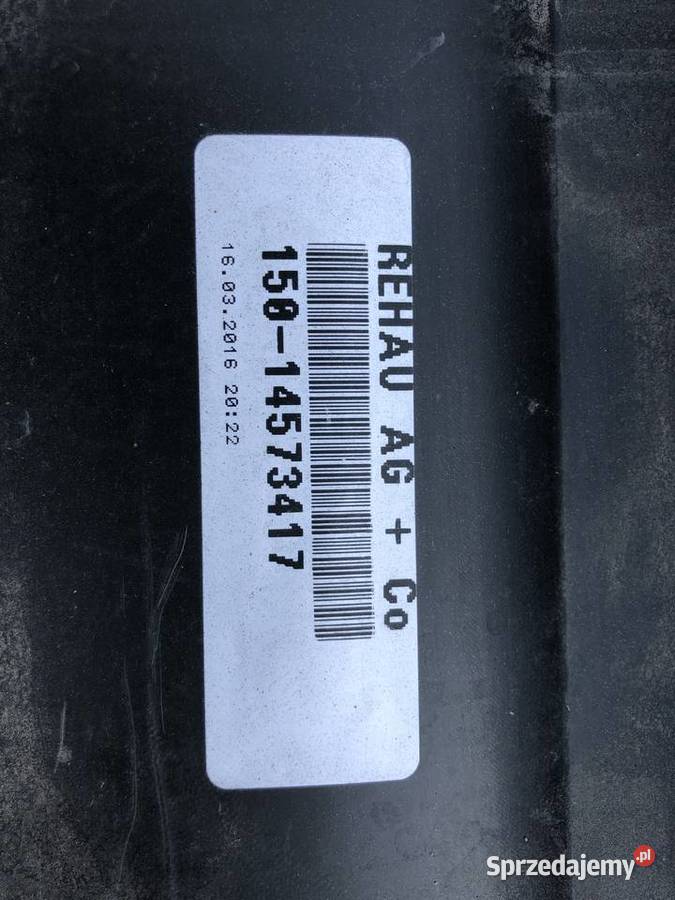 REHAU AG + Co
150-14573417
16.03.2016 20:22
Sprzedajemy.pl